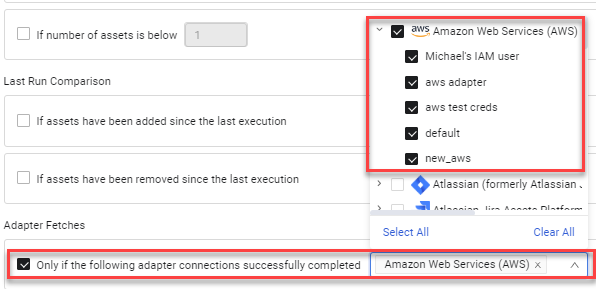 If number of assets is below 1
Last Run Comparison
If assets have been added since the last execution
If assets have been removed since the last execution
Adapter Fetches
Only if the following adapter connections successfully completed
aws Amazon Web Services (AWS)
Michael's IAM user
aws adapter
aws test creds
default
new_aws
Atlassian (formerly Atlassian
Atlassian Jira Assets Platform
Select All Clear All
Amazon Web Services (AWS) ×